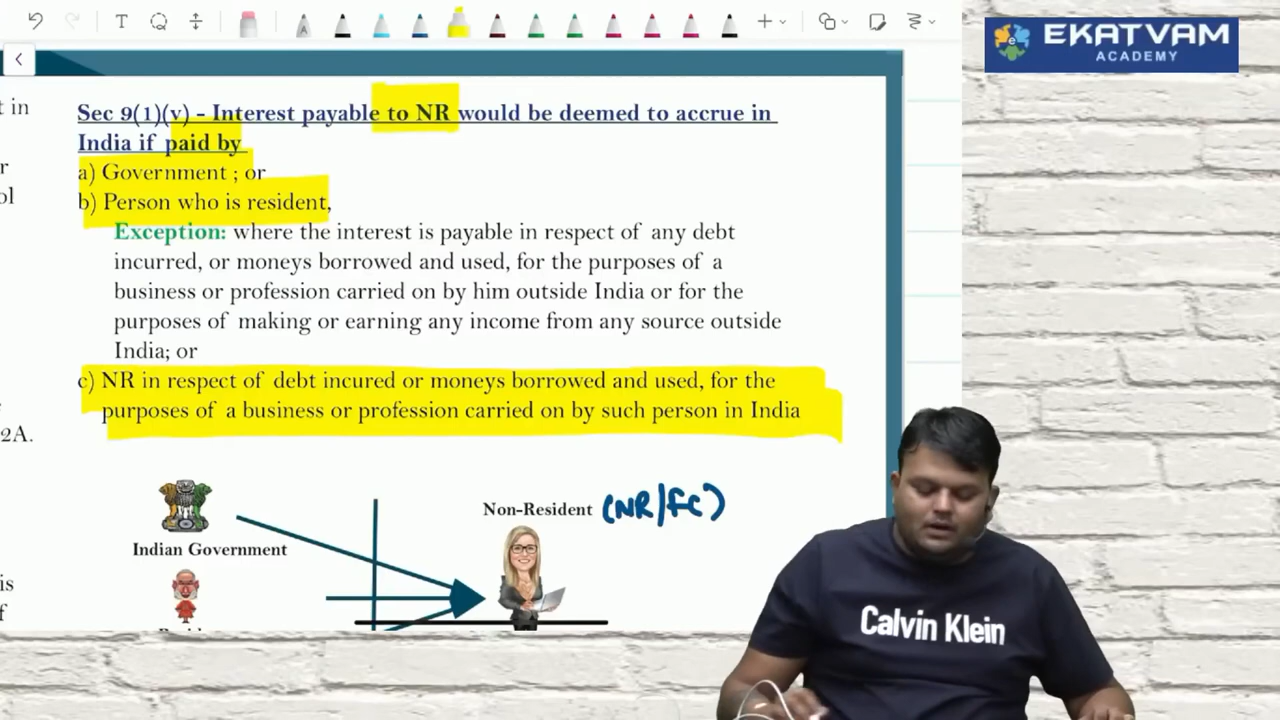 EKATVAM
ACADEMY
t in
r
ol
2A.
is
f
Sec 9(1)(v) - Interest payable to NR would be deemed to accrue in
India if paid by
a) Government ; or
b) Person who is resident,
Exception: where the interest is payable in respect of any debt
incurred, or moneys borrowed and used, for the purposes of a
business or profession carried on by him outside India or for the
purposes of making or earning any income from any source outside
India; or
c) NR in respect of debt incured or moneys borrowed and used, for the
purposes of a business or profession carried on by such person in India
Non-Resident (NR/FC)
Indian Government
Calvin Klein